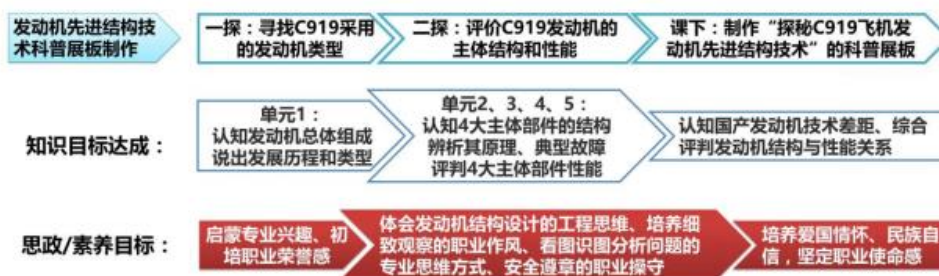 发动机先进结构技
术科普展板制作
一探：寻找C919采用
的发动机类型
二探：评价C919发动机的
主体结构和性能
课下：制作“探秘C919飞机发
动机先进结构技术”的科普展板
知识目标达成：
单元1：
认知发动机总体组成
说出发展历程和类型
单元2、3、4、5：
认知4大主体部件的结构
辨析其原理、典型故障
评判4大主体部件性能
认知国产发动机技术差距、综合
评判发动机结构与性能关系
思政/素养目标：
启蒙专业兴趣、初
培职业荣誉感
体会发动机结构设计的工程思维、培养细
致观察的职业作风、看图识图分析问题的
专业思维方式、安全遵章的职业操守
培养爱国情怀、民族自
信，坚定职业使命感